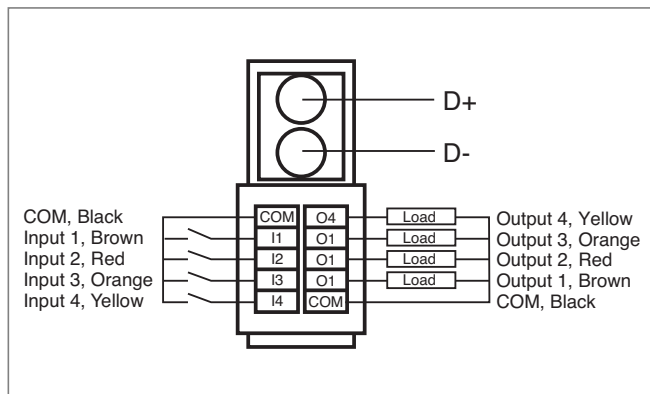 D+
D-
COM, Black
Input 1, Brown
Input 2, Red
Input 3, Orange
Input 4, Yellow
COM
I1
I2
I3
I4
O4
O1
O1
O1
COM
Load
Load
Load
Load
Output 4, Yellow
Output 3, Orange
Output 2, Red
Output 1, Brown
COM, Black